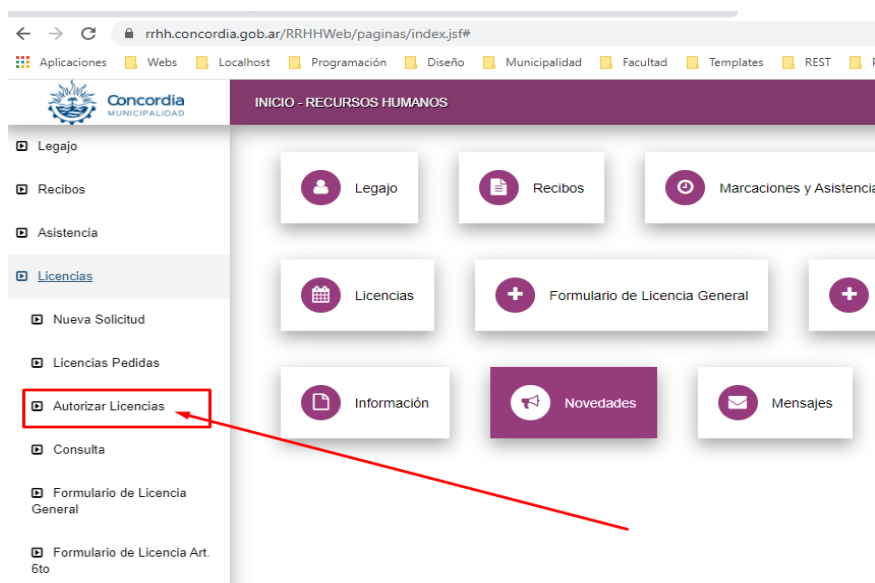 rrhh.concordia.gob.ar/RRHHWeb/paginas/index.jsf#
Aplicaciones Webs Localhost Programación Diseño Municipalidad Facultad Templates REST
Concordia
MUNICIPALIDAD
INICIO - RECURSOS HUMANOS
Legajo
Recibos
Asistencia
Licencias
Nueva Solicitud
Licencias Pedidas
Autorizar Licencias
Consulta
Formulario de Licencia
General
Formulario de Licencia Art.
6to
Legajo Recibos Marcaciones y Asistencia
Licencias Formulario de Licencia General
Información Novedades Mensajes